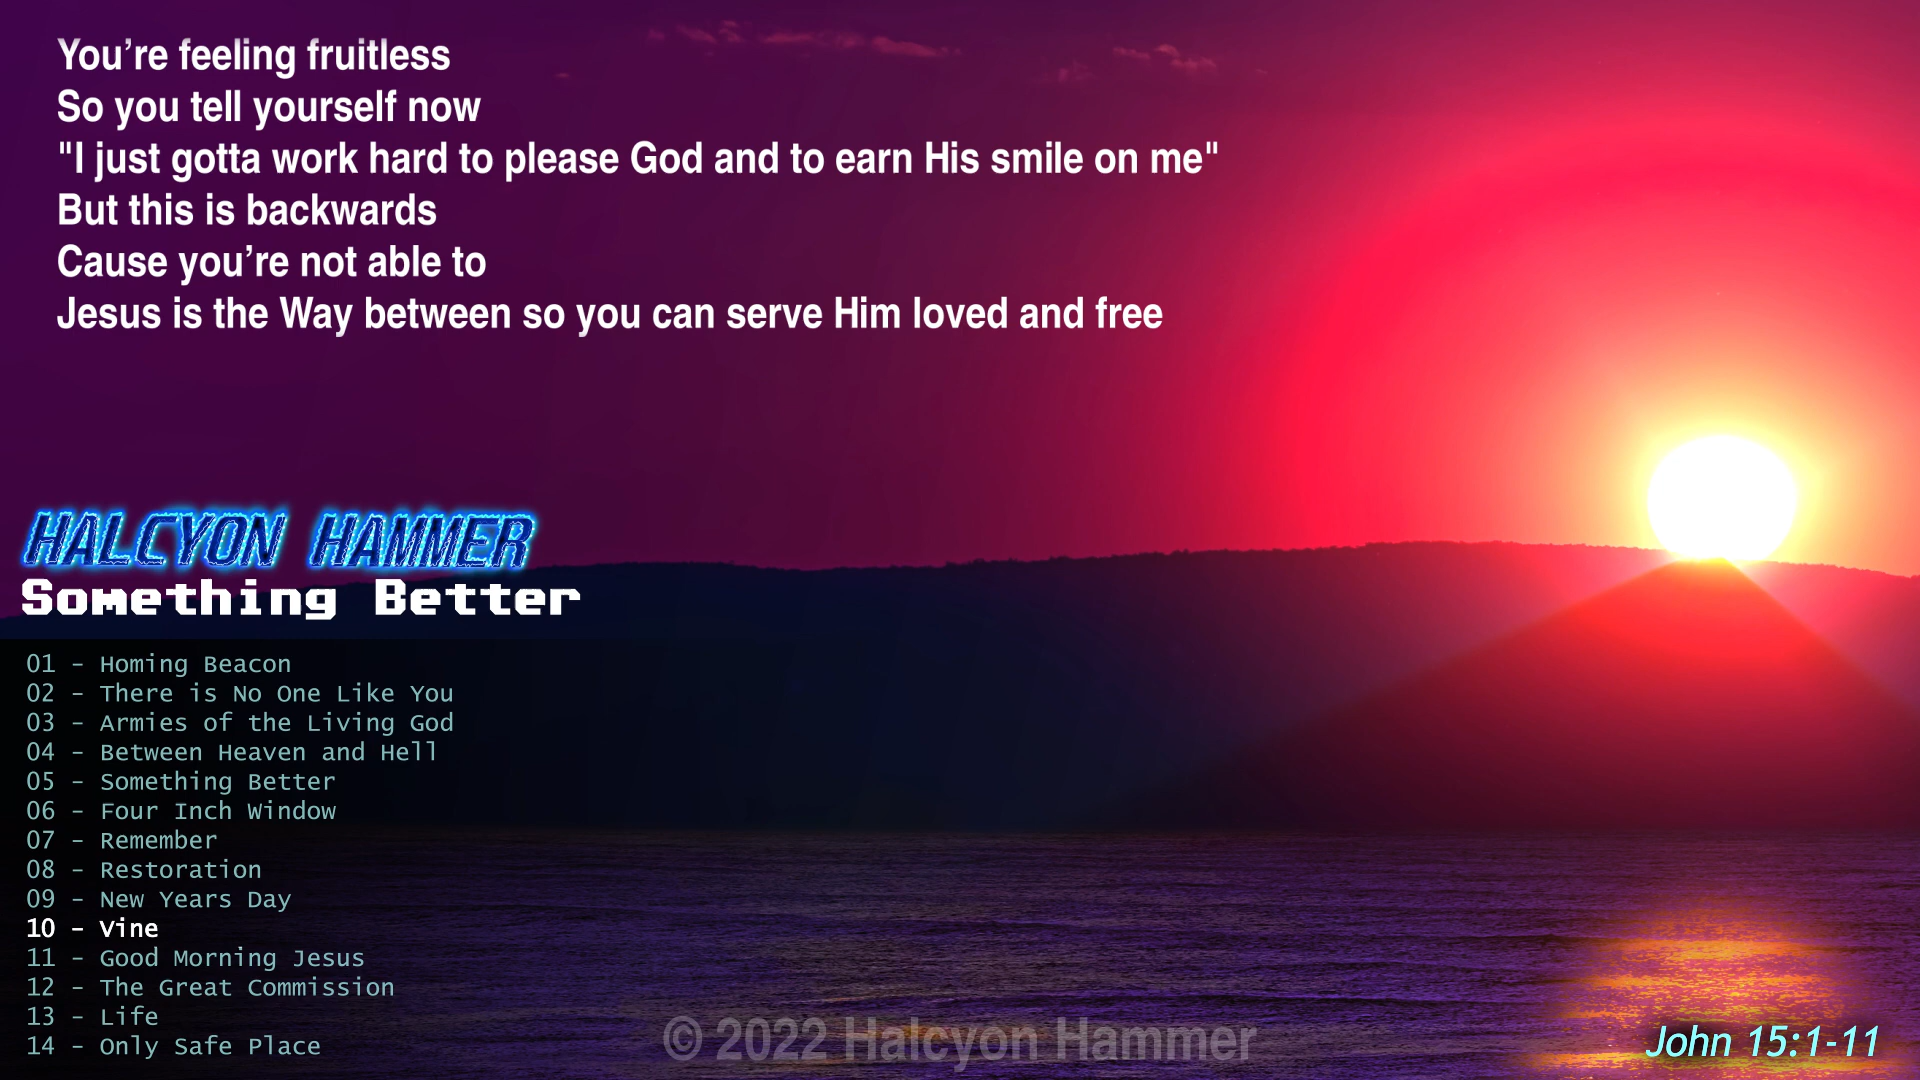 You’re feeling fruitless
So you tell yourself now
"I just gotta work hard to please God and to earn His smile on me"
But this is backwards
Cause you’re not able to
Jesus is the Way between so you can serve Him loved and free
HALCYON HAMMER
Something Better
01 – Homing Beacon
02 – There is No One Like You
03 – Armies of the Living God
04 – Between Heaven and Hell
05 – Something Better
06 – Four Inch Window
07 – Remember
08 – Restoration
09 – New Years Day
10 – Vine
11 – Good Morning Jesus
12 – The Great Commission
13 – Life
14 – Only Safe Place
© 2022 Halcyon Hammer
John 15:1-11